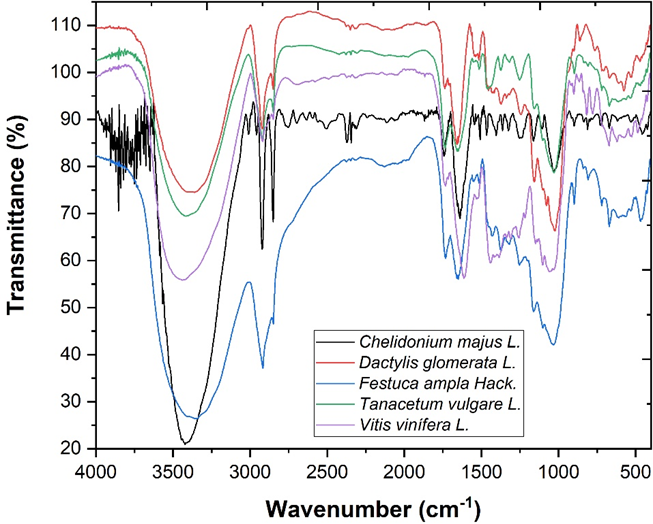 110
100
90
80
70
60
50
40
30
20
Transmittance (%)
Chelidonium majus L.
Dactylis glomerata L.
Festuca ampla Hack.
Tanacetum vulgare L.
Vitis vinifera L.
4000 3500 3000 2500 2000 1500 1000 500
Wavenumber (cm-1)